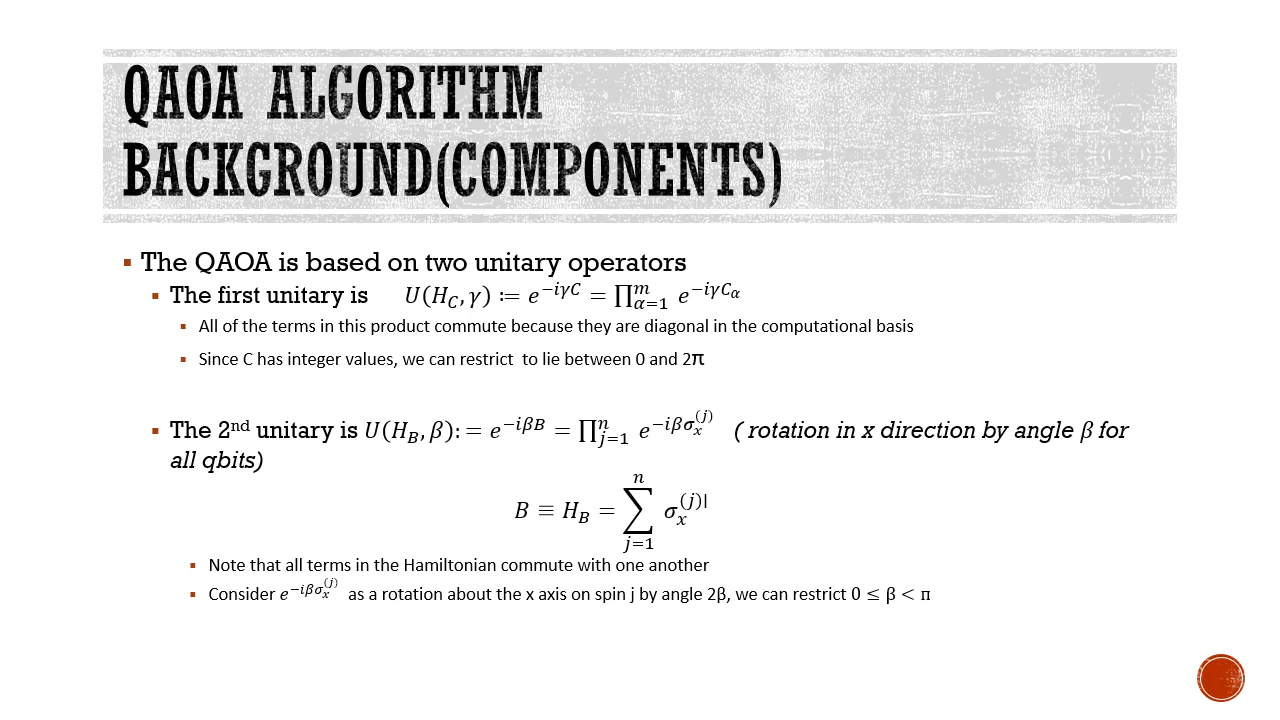 QAOA ALGORITHM
BACKGROUND(COMPONENTS)
▪ The QAOA is based on two unitary operators
▪ The first unitary is U(H_C, γ) ≔ e^{−iγC} = ∏_{α=1}^{m} e^{−iγC_α}
▪ All of the terms in this product commute because they are diagonal in the computational basis
▪ Since C has integer values, we can restrict to lie between 0 and 2π
▪ The 2^{nd} unitary is U(H_B, β): = e^{−iβB} = ∏_{j=1}^{n} e^{−iβσ_x^{(j)}} ( rotation in x direction by angle β for
all qbits)
B ≡ H_B = ∑_{j=1}^{n} σ_x^{(j)|}
▪ Note that all terms in the Hamiltonian commute with one another
▪ Consider e^{−iβσ_x^{(j)}} as a rotation about the x axis on spin j by angle 2β, we can restrict 0 ≤ β < π